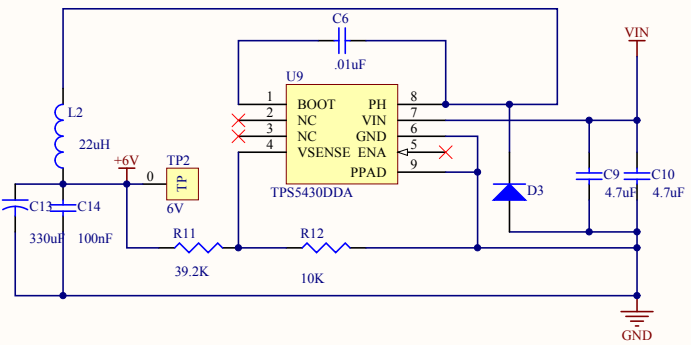 C6
VIN
.01uF
U9
1 BOOT PH 8
2 NC VIN 7
3 NC GND 6
4 VSENSE ENA 5
PPAD 9
TPS5430DDA
L2
22uH
+6V
TP2
0
TP
6V
C13
C14
330uF
100nF
R11
39.2K
R12
10K
D3
C9
4.7uF
C10
4.7uF
GND